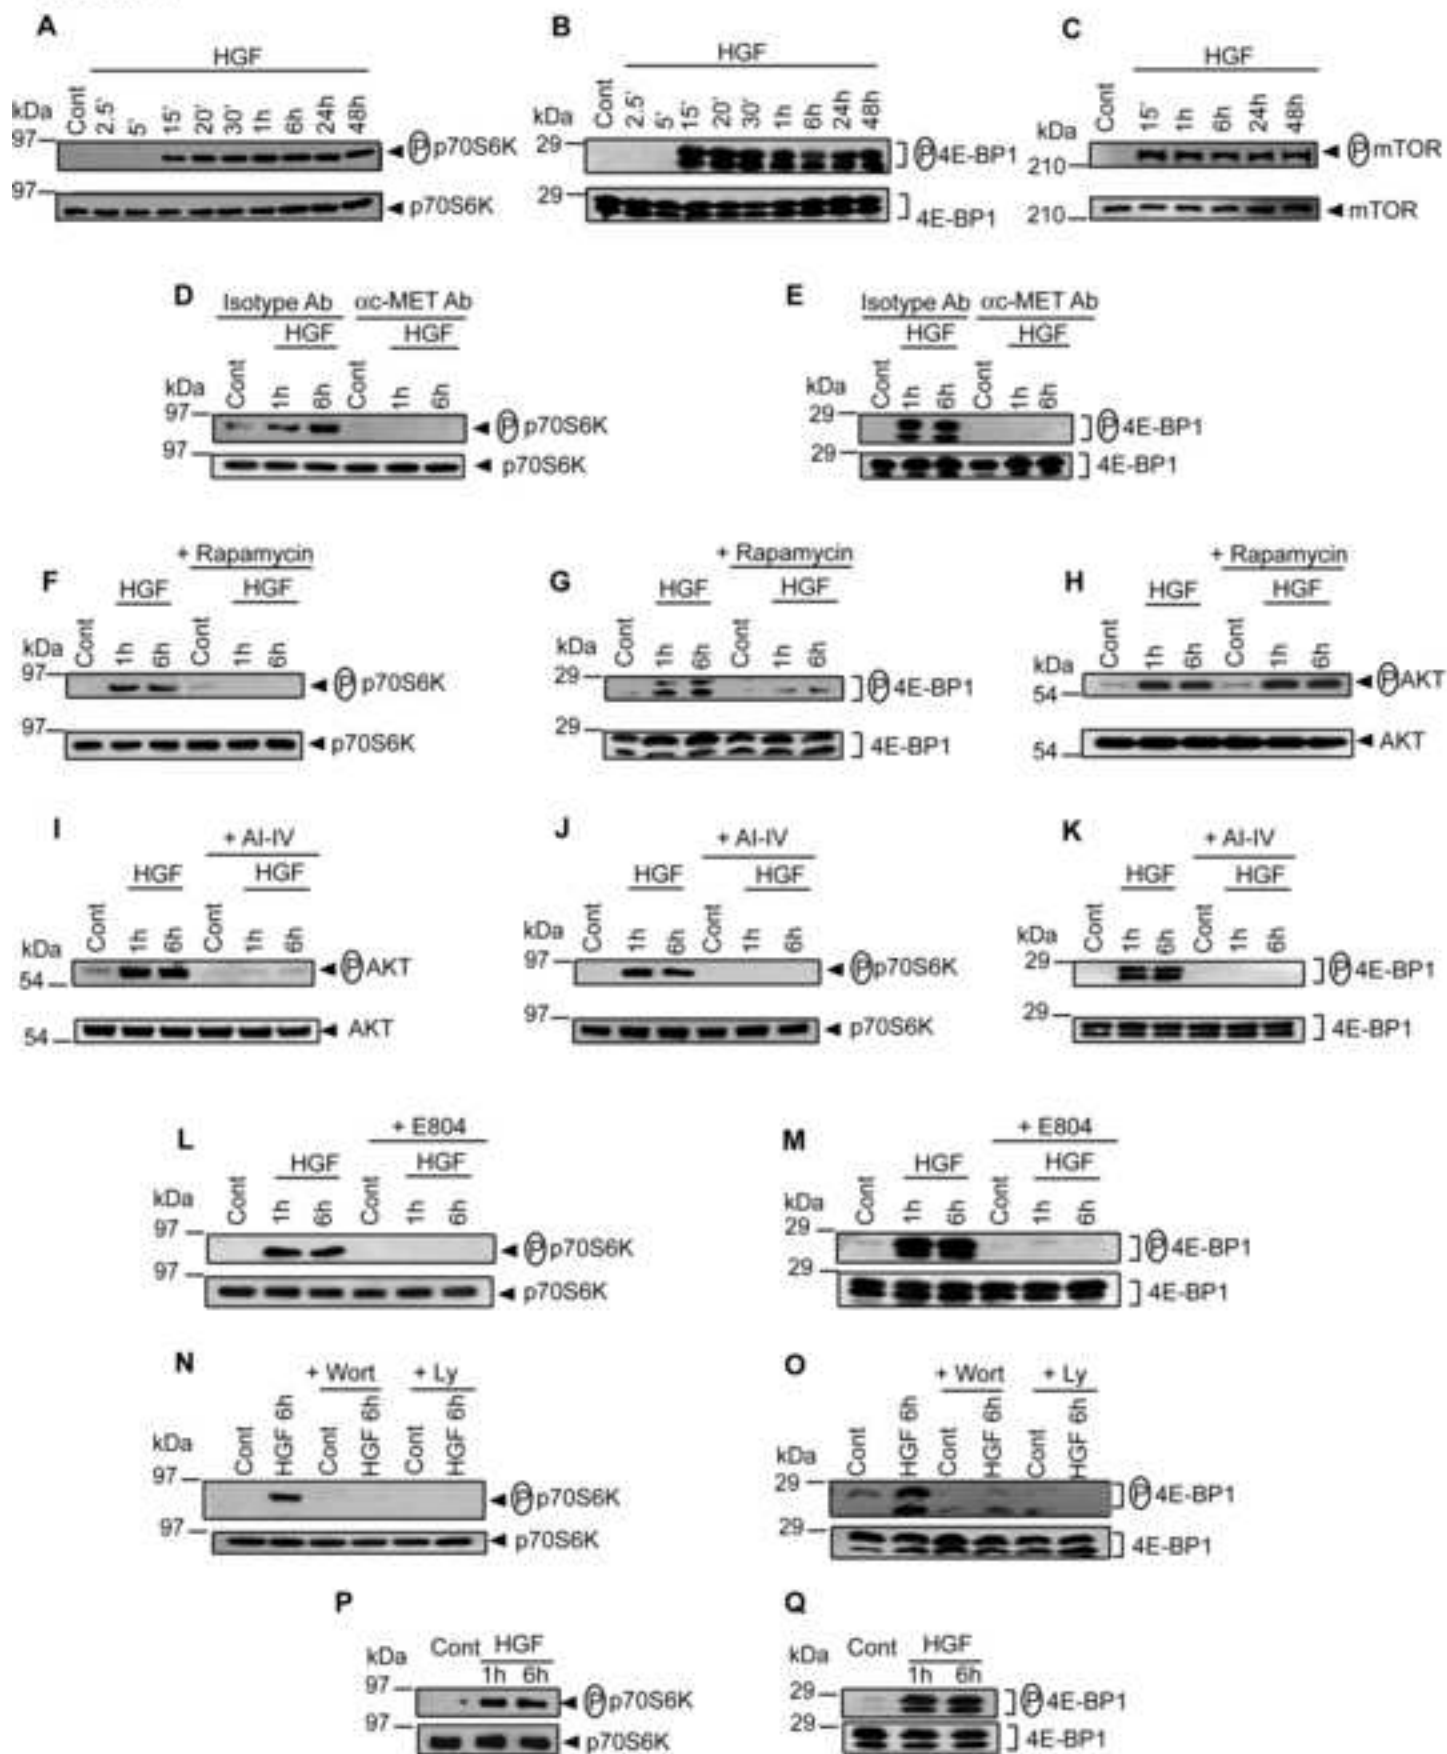 A
HGF
kDa Cont 2.5' 5' 15' 20' 30' 1h 6h 24h 48h
97 P p70S6K
97 p70S6K
B
HGF
kDa Cont 2.5' 5' 15' 20' 30' 1h 6h 24h 48h
29 P 4E-BP1
29 4E-BP1
C
HGF
kDa Cont 15' 1h 6h 24h 48h
210 P mTOR
210 mTOR
D
Isotype Ab αc-MET Ab
HGF HGF
kDa Cont 1h 6h Cont 1h 6h
97 P p70S6K
97 p70S6K
E
Isotype Ab αc-MET Ab
HGF HGF
kDa Cont 1h 6h Cont 1h 6h
29 P 4E-BP1
29 4E-BP1
F
+ Rapamycin
HGF HGF
kDa Cont 1h 6h Cont 1h 6h
97 P p70S6K
97 p70S6K
G
+ Rapamycin
HGF HGF
kDa Cont 1h 6h Cont 1h 6h
29 P 4E-BP1
29 4E-BP1
H
+ Rapamycin
HGF HGF
kDa Cont 1h 6h Cont 1h 6h
54 P AKT
54 AKT
I
+ AI-IV
HGF HGF
kDa Cont 1h 6h Cont 1h 6h
54 P AKT
54 AKT
J
+ AI-IV
HGF HGF
kDa Cont 1h 6h Cont 1h 6h
97 P p70S6K
97 p70S6K
K
+ AI-IV
HGF HGF
kDa Cont 1h 6h Cont 1h 6h
29 P 4E-BP1
29 4E-BP1
L
+ E804
HGF HGF
kDa Cont 1h 6h Cont 1h 6h
97 P p70S6K
97 p70S6K
M
+ E804
HGF HGF
kDa Cont 1h 6h Cont 1h 6h
29 P 4E-BP1
29 4E-BP1
N
+ Wort + Ly
kDa Cont HGF 6h Cont HGF 6h Cont HGF 6h
97 P p70S6K
97 p70S6K
O
+ Wort + Ly
kDa Cont HGF 6h Cont HGF 6h Cont HGF 6h
29 P 4E-BP1
29 4E-BP1
P
Cont HGF
kDa 1h 6h
97 P p70S6K
97 p70S6K
Q
Cont HGF
kDa 1h 6h
29 P 4E-BP1
29 4E-BP1